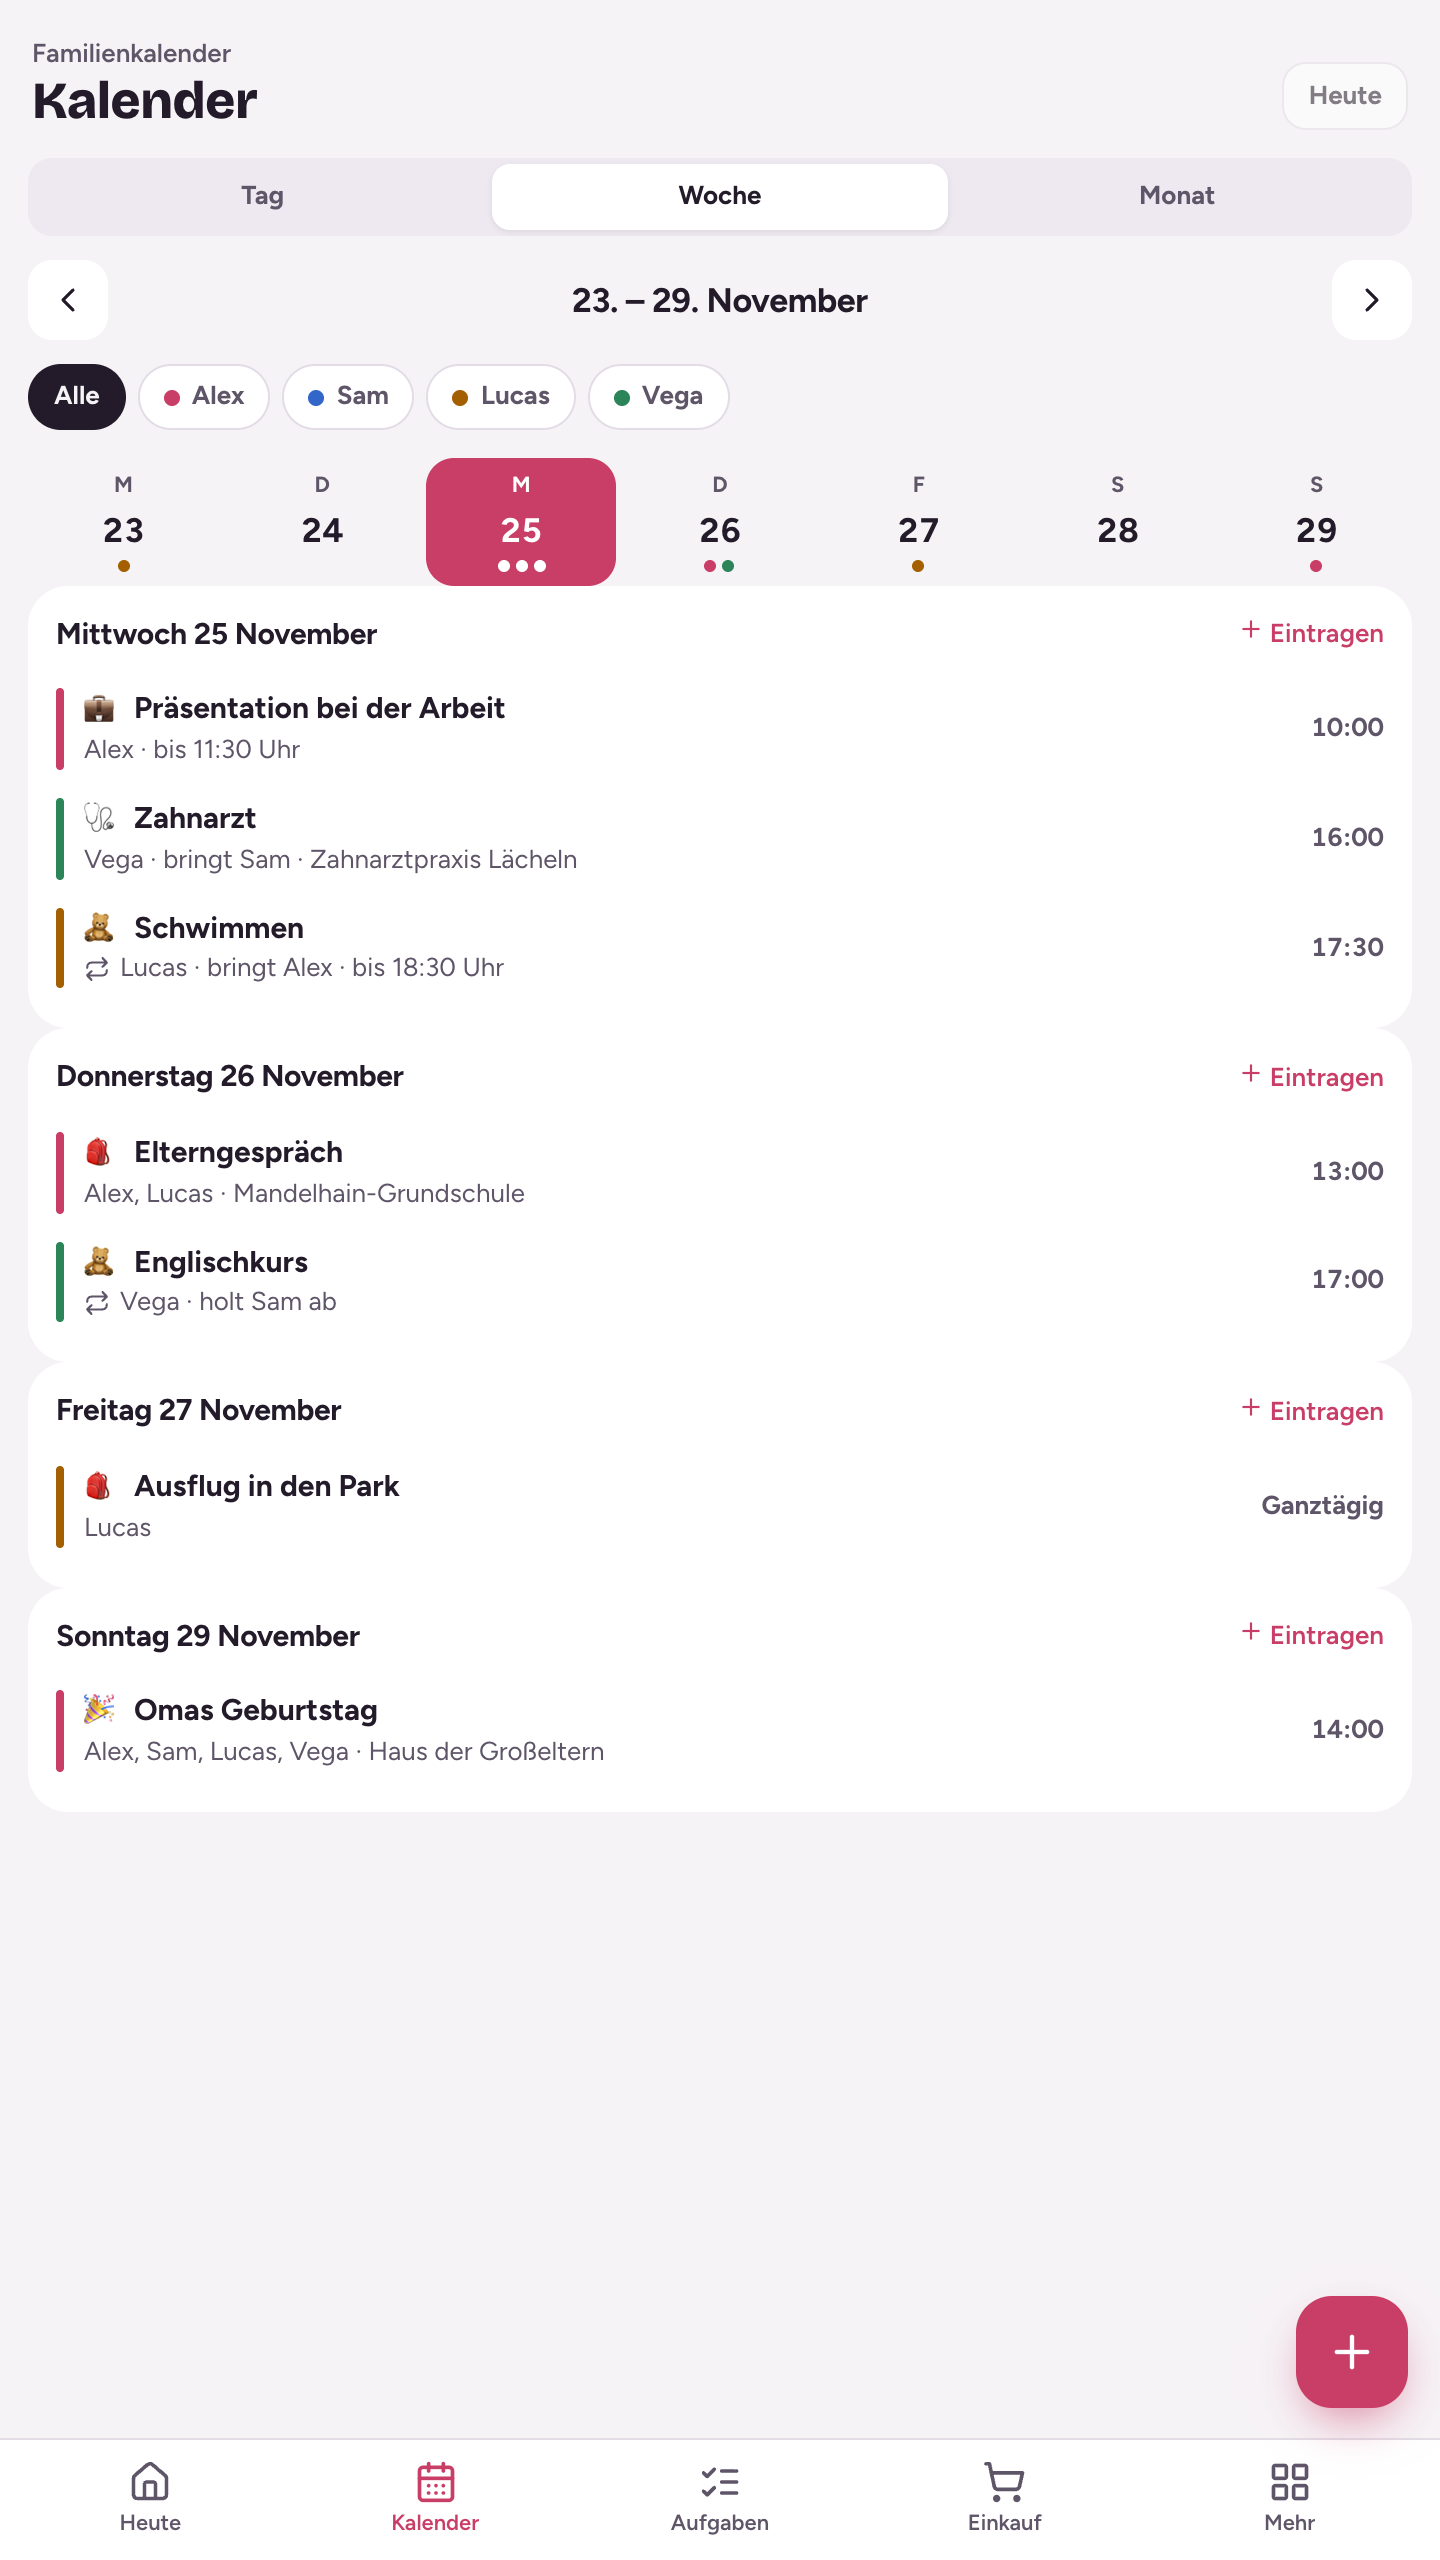 Familienkalender
Kalender
Heute
Tag Woche Monat
23. – 29. November
Alle Alex Sam Lucas Vega
M D M D F S S
23 24 25 26 27 28 29
Mittwoch 25 November
Eintragen
Präsentation bei der Arbeit
Alex · bis 11:30 Uhr
10:00
Zahnarzt
Vega · bringt Sam · Zahnarztpraxis Lächeln
16:00
Schwimmen
Lucas · bringt Alex · bis 18:30 Uhr
17:30
Donnerstag 26 November
Eintragen
Elterngespräch
Alex, Lucas · Mandelhain-Grundschule
13:00
Englischkurs
Vega · holt Sam ab
17:00
Freitag 27 November
Eintragen
Ausflug in den Park
Lucas
Ganztägig
Sonntag 29 November
Eintragen
Omas Geburtstag
Alex, Sam, Lucas, Vega · Haus der Großeltern
14:00
Heute Kalender Aufgaben Einkauf Mehr